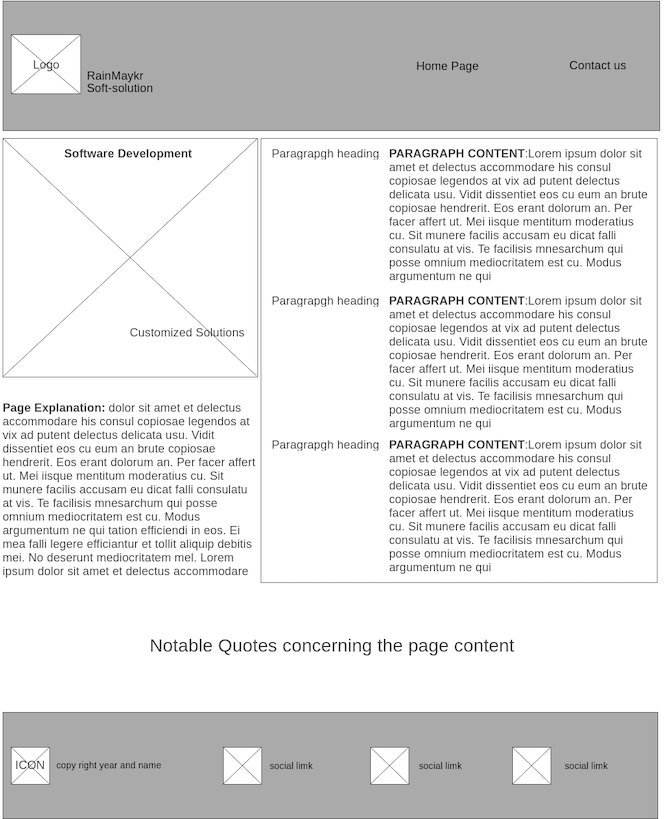 Logo
RainMaykr
Soft-solution
Home Page
Contact us
Software Development
Customized Solutions
Page Explanation: dolor sit amet et delectus
accommodare his consul copiosae legendos at
vix ad putent delectus delicata usu. Vidit
dissentiet eos cu eum an brute copiosae
hendrerit. Eos erant dolorum an. Per facer affert
ut. Mei iisque mentitum moderatius cu. Sit
munere facilis accusam eu dicat falli consulatu
at vis. Te facilisis mnesarchum qui posse
omnium mediocritatem est cu. Modus
argumentum ne qui tation efficiendi in eos. Ei
mea falli legere efficiantur et tollit aliquip debitis
mei. No deserunt mediocritatem mel. Lorem
ipsum dolor sit amet et delectus accommodare
Paragrapgh heading
PARAGRAPH CONTENT:Lorem ipsum dolor sit
amet et delectus accommodare his consul
copiosae legendos at vix ad putent delectus
delicata usu. Vidit dissentiet eos cu eum an brute
copiosae hendrerit. Eos erant dolorum an. Per
facer affert ut. Mei iisque mentitum moderatius
cu. Sit munere facilis accusam eu dicat falli
consulatu at vis. Te facilisis mnesarchum qui
posse omnium mediocritatem est cu. Modus
argumentum ne qui
Paragrapgh heading
PARAGRAPH CONTENT:Lorem ipsum dolor sit
amet et delectus accommodare his consul
copiosae legendos at vix ad putent delectus
delicata usu. Vidit dissentiet eos cu eum an brute
copiosae hendrerit. Eos erant dolorum an. Per
facer affert ut. Mei iisque mentitum moderatius
cu. Sit munere facilis accusam eu dicat falli
consulatu at vis. Te facilisis mnesarchum qui
posse omnium mediocritatem est cu. Modus
argumentum ne qui
Paragrapgh heading
PARAGRAPH CONTENT:Lorem ipsum dolor sit
amet et delectus accommodare his consul
copiosae legendos at vix ad putent delectus
delicata usu. Vidit dissentiet eos cu eum an brute
copiosae hendrerit. Eos erant dolorum an. Per
facer affert ut. Mei iisque mentitum moderatius
cu. Sit munere facilis accusam eu dicat falli
consulatu at vis. Te facilisis mnesarchum qui
posse omnium mediocritatem est cu. Modus
argumentum ne qui
Notable Quotes concerning the page content
ICON
copy right year and name
social limk
social limk
social limk